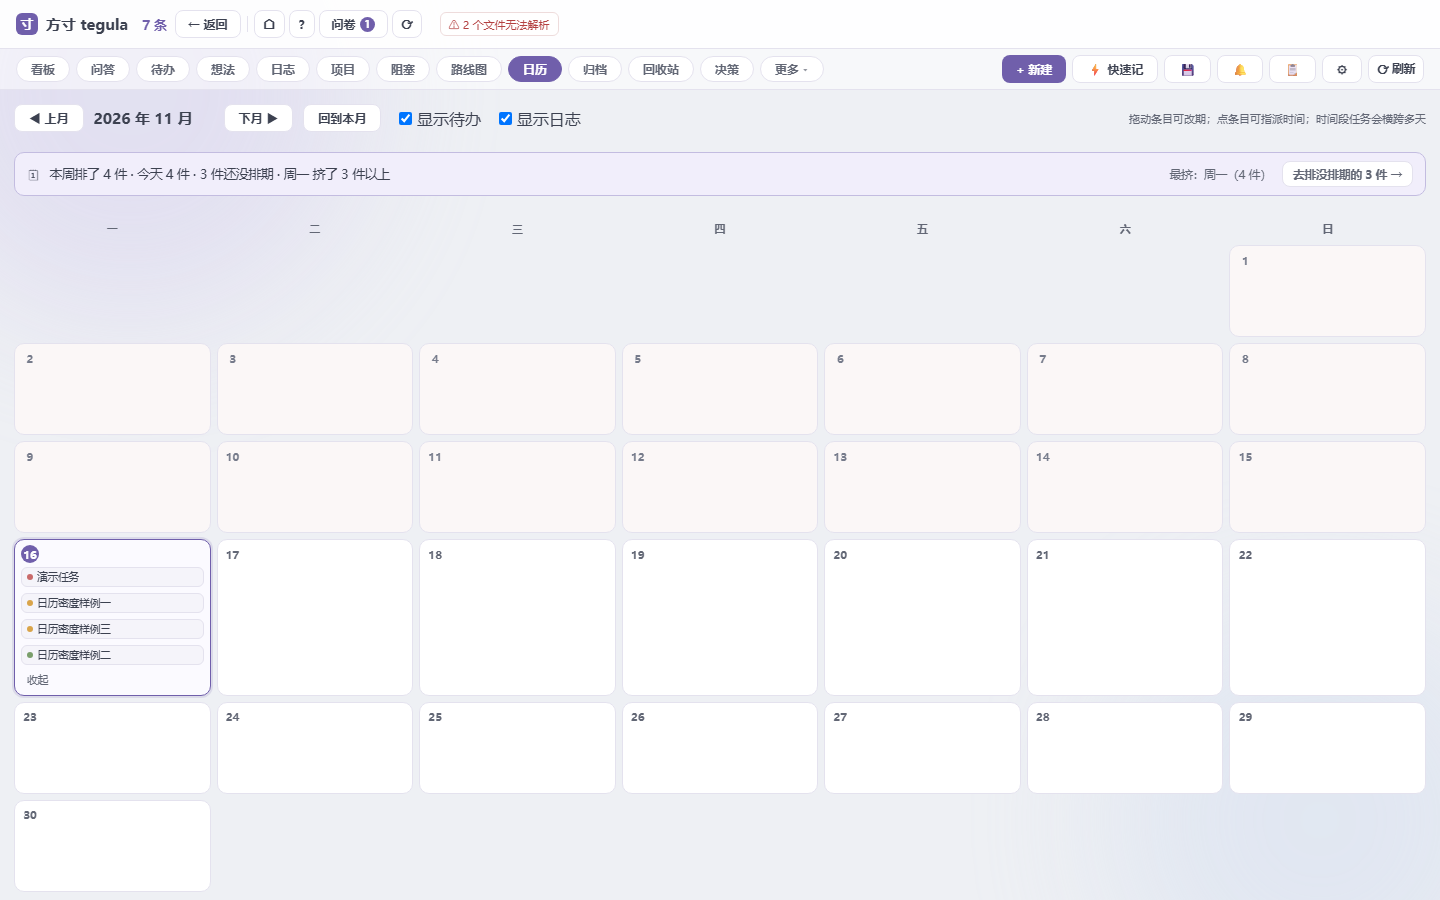 寸 方寸 tegula 7 条 ← 返回 ? 问卷 1 ⟳ ⚠ 2 个文件无法解析
看板 问答 待办 想法 日志 项目 阻塞 路线图 日历 归档 回收站 决策 更多 + 新建 快速记 刷新
◀ 上月 2026 年 11 月 下月 ▶ 回到本月 显示待办 显示日志 拖动条目可改期；点条目可指派时间；时间段任务会横跨多天
1 本周排了 4 件 · 今天 4 件 · 3 件还没排期 · 周一 挤了 3 件以上 最挤：周一（4 件） 去排没排期的 3 件 →
一 二 三 四 五 六 日
1
2 3 4 5 6 7 8
9 10 11 12 13 14 15
16 17 18 19 20 21 22
演示任务
日历密度样例一
日历密度样例三
日历密度样例二
收起
23 24 25 26 27 28 29
30